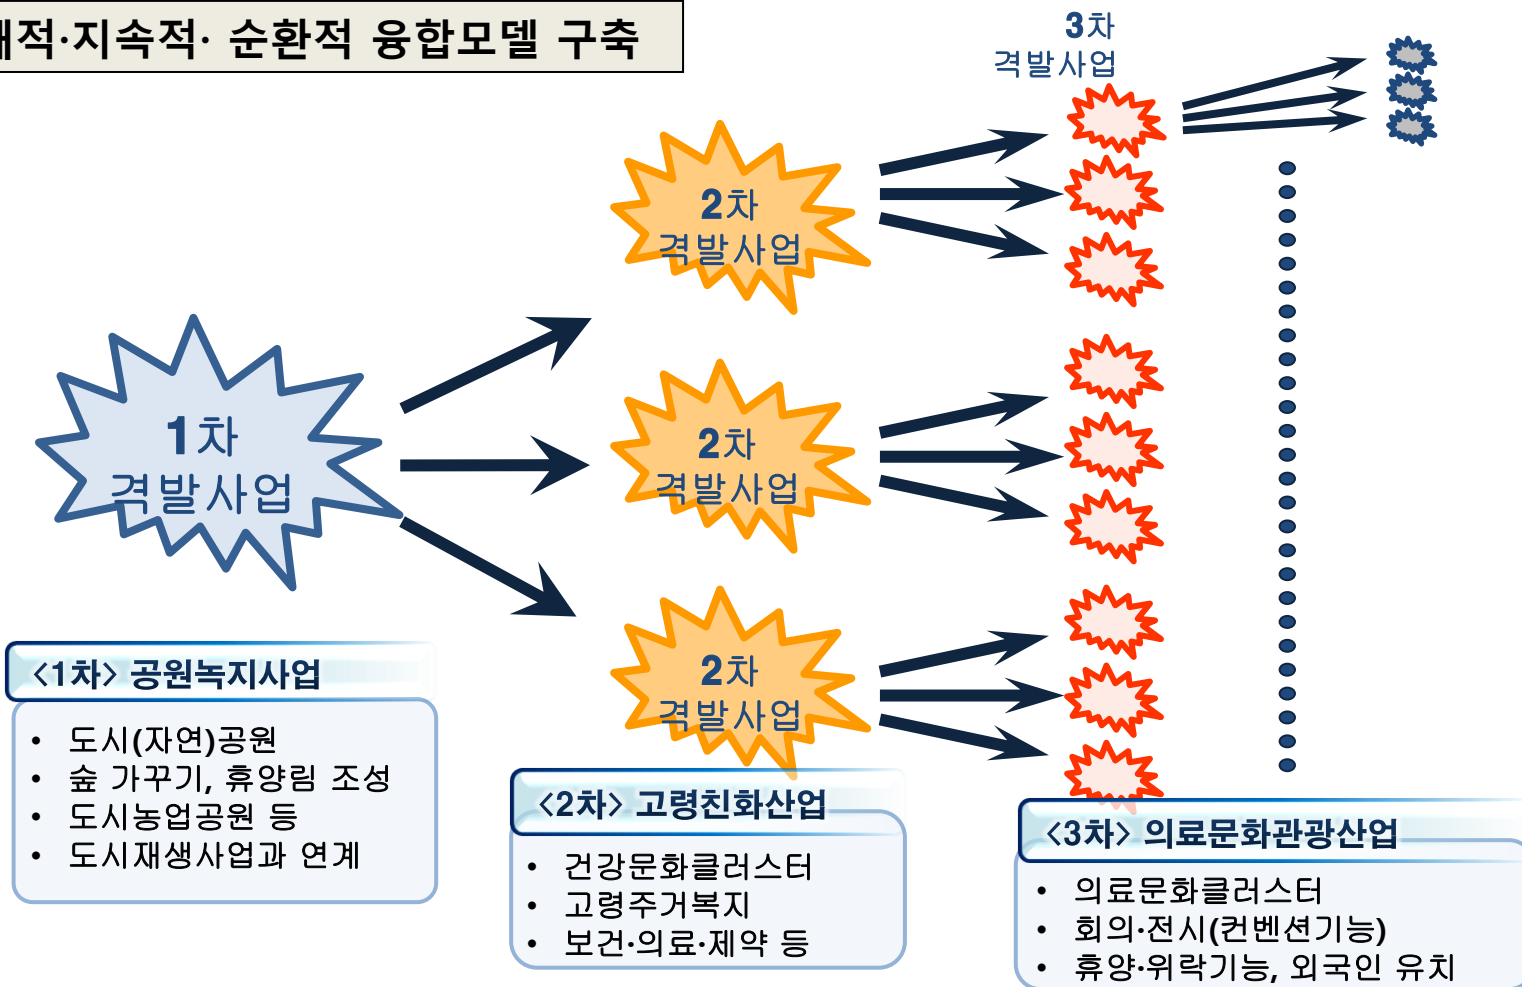 적·지속적· 순환적 융합모델 구축
3차
격발사업
2차
격발사업
1차
격발사업
2차
격발사업
2차
격발사업
<1차> 공원녹지사업
• 도시(자연)공원
• 숲 가꾸기, 휴양림 조성
• 도시농업공원 등
• 도시재생사업과 연계
<2차> 고령친화산업
• 건강문화클러스터
• 고령주거복지
• 보건·의료·제약 등
<3차> 의료문화관광산업
• 의료문화클러스터
• 회의·전시(컨벤션기능)
• 휴양·위락기능, 외국인 유치